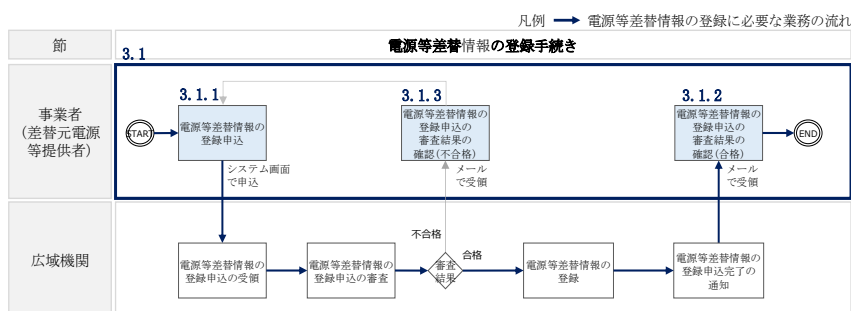 凡例 電源等差替情報の登録に必要な業務の流れ
節
電源等差替情報の登録手続き
3.1
事業者
(差替元電源
等提供者)
START
3.1.1
電源等差替情報の
登録申込
3.1.3
電源等差替情報の
登録申込の
審査結果の
確認(不合格)
3.1.2
電源等差替情報の
登録申込の
審査結果の
確認(合格)
END
システム画面
で申込
メール
で受領
メール
で受領
広域機関
電源等差替情報の
登録申込の受領
電源等差替情報の
登録申込の審査
不合格
審査
結果
合格
電源等差替情報の
登録
電源等差替情報の
登録申込完了の
通知